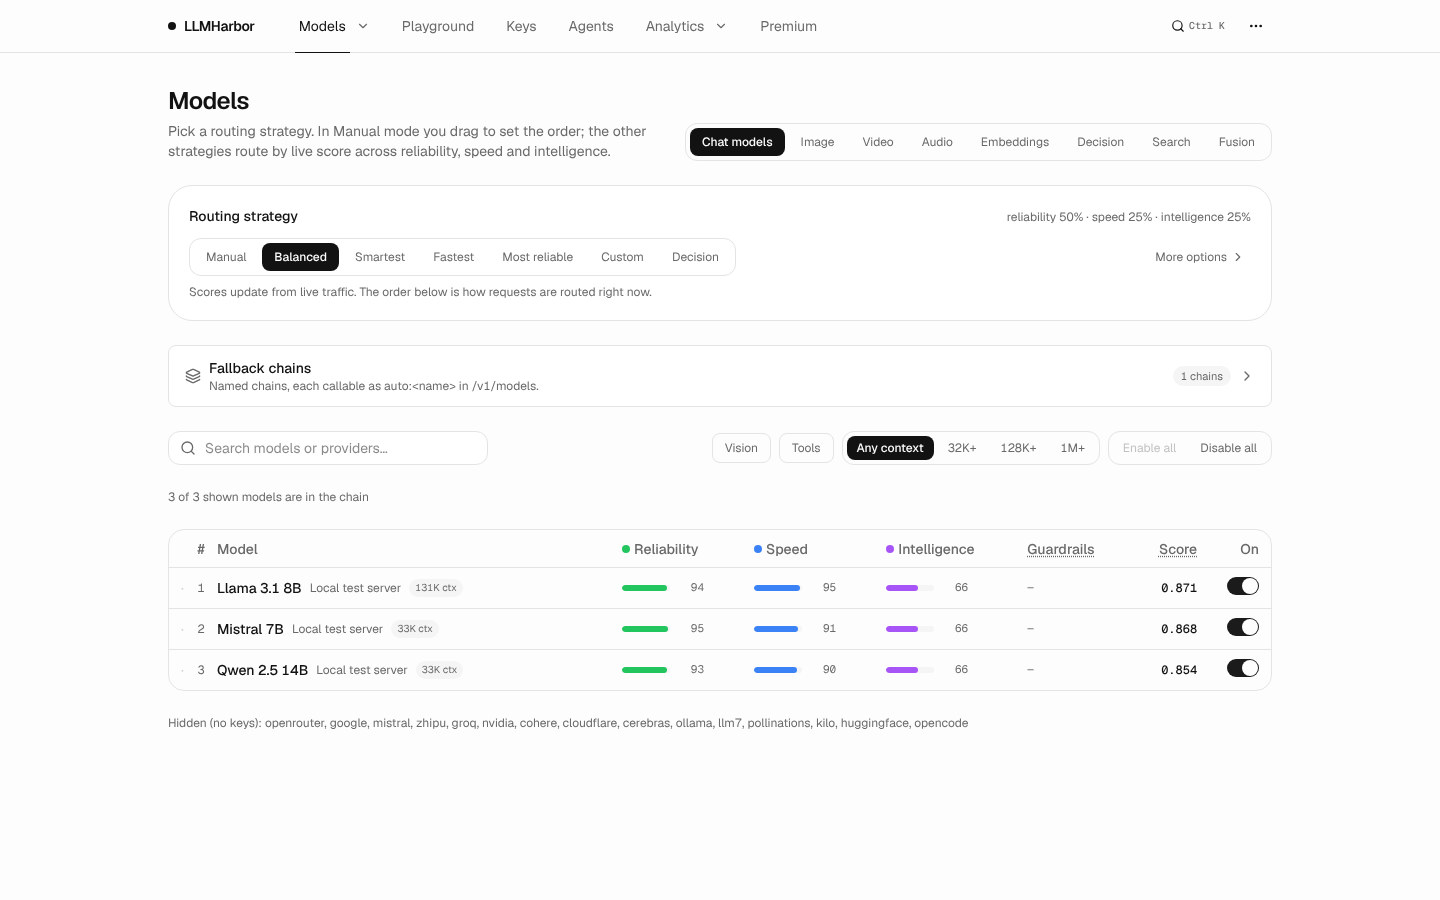 LLMHarbor Models Playground Keys Agents Analytics Premium Ctrl K
Models
Pick a routing strategy. In Manual mode you drag to set the order; the other
strategies route by live score across reliability, speed and intelligence.
Chat models Image Video Audio Embeddings Decision Search Fusion
Routing strategy
reliability 50% · speed 25% · intelligence 25%
Manual Balanced Smartest Fastest Most reliable Custom Decision
More options
Scores update from live traffic. The order below is how requests are routed right now.
Fallback chains
Named chains, each callable as auto:<name> in /v1/models.
1 chains
Search models or providers...
Vision Tools Any context 32K+ 128K+ 1M+ Enable all Disable all
3 of 3 shown models are in the chain
# Model Reliability Speed Intelligence Guardrails Score On
1 Llama 3.1 8B Local test server 131K ctx 94 95 66 – 0.871
2 Mistral 7B Local test server 33K ctx 95 91 66 – 0.868
3 Qwen 2.5 14B Local test server 33K ctx 93 90 66 – 0.854
Hidden (no keys): openrouter, google, mistral, zhipu, groq, nvidia, cohere, cloudflare, cerebras, ollama, llm7, pollinations, kilo, huggingface, opencode